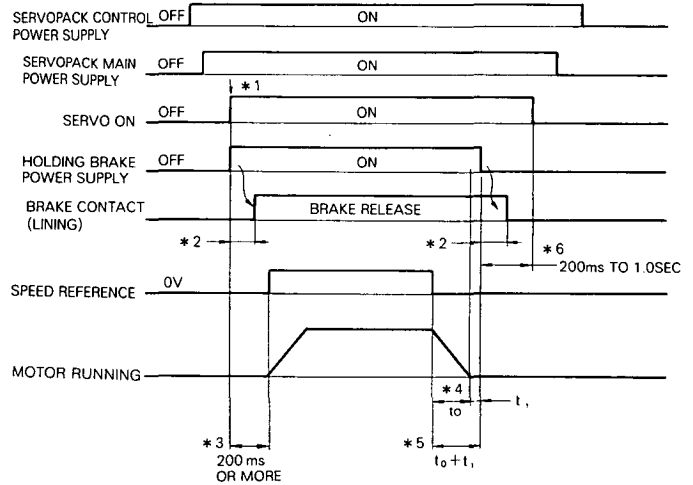 SERVOPACK CONTROL
POWER SUPPLY
OFF
ON
SERVOPACK MAIN
POWER SUPPLY
OFF
ON
*1
SERVO ON
OFF
ON
HOLDING BRAKE
POWER SUPPLY
OFF
ON
BRAKE CONTACT
(LINING)
BRAKE RELEASE
*2
*2
*6
200ms TO 1.0SEC
SPEED REFERENCE
0V
MOTOR RUNNING
*4
to
t₁
*3
200 ms
OR MORE
*5
t₀+t₁